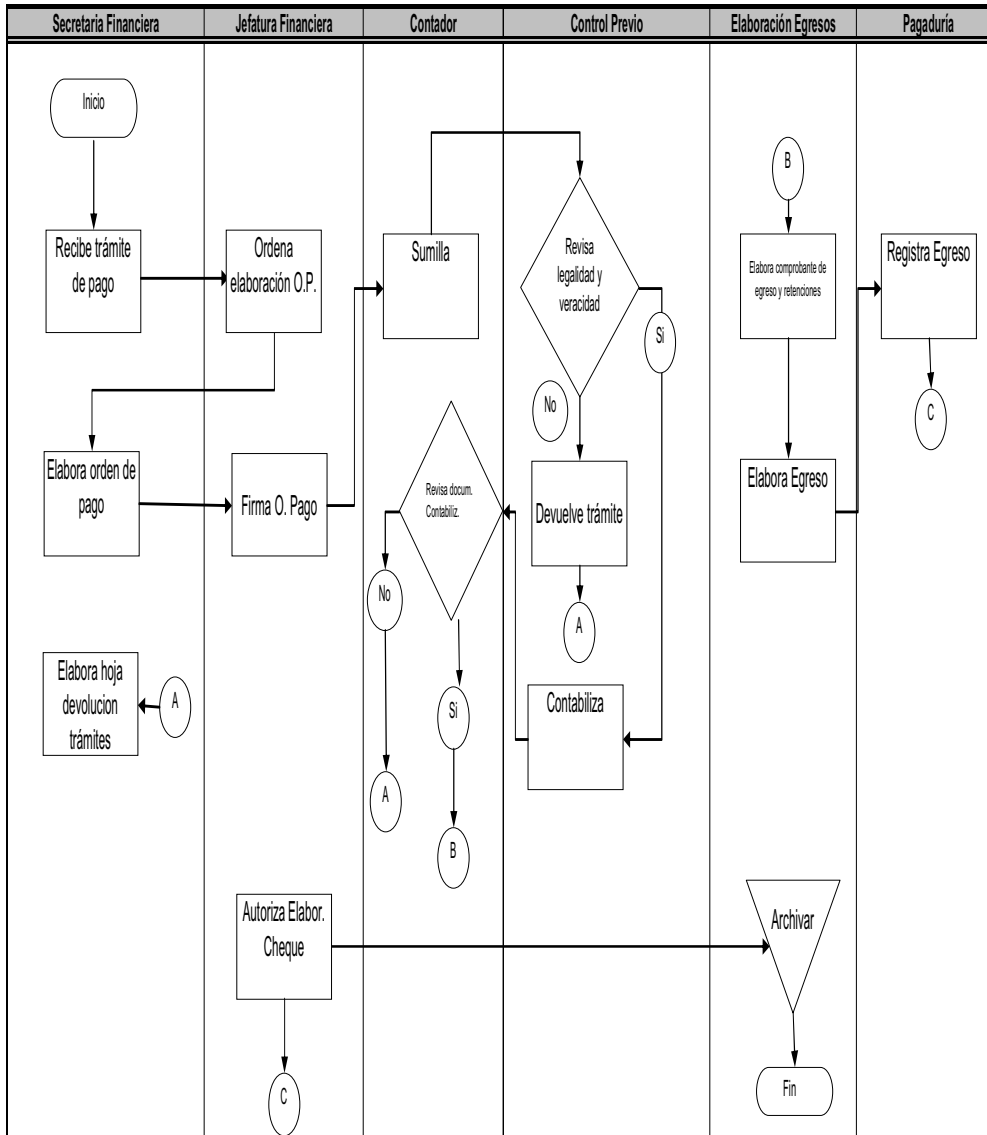 Secretaria Financiera
Jefatura Financiera
Contador
Control Previo
Elaboración Egresos
Pagaduría
Inicio
Recibe trámite
de pago
Ordena
elaboración O.P.
Sumilla
Revisa
legalidad y
veracidad
B
Elabora comprobante de
egreso y retenciones
Registra Egreso
Si
No
C
Elabora orden de
pago
Firma O. Pago
Revisa docum.
Contabiliz.
Devuelve trámite
Elabora Egreso
No
A
Elabora hoja
devolucion
trámites
A
Si
Contabiliza
A
B
Autoriza Elabor.
Cheque
Archivar
C
Fin